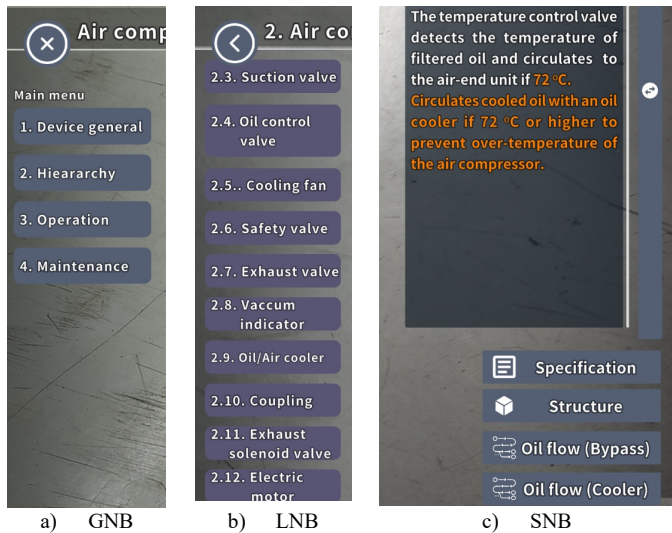 Air comp
Main menu
1. Device general
2. Hieararchy
3. Operation
4. Maintenance
a) GNB
2. Air co
2.3. Suction valve
2.4. Oil control
valve
2.5.. Cooling fan
2.6. Safety valve
2.7. Exhaust valve
2.8. Vaccum
indicator
2.9. Oil/Air cooler
2.10. Coupling
2.11. Exhaust
solenoid valve
2.12. Electric
motor
b) LNB
The temperature control valve
detects the temperature of
filtered oil and circulates to
the air-end unit if 72 °C.
Circulates cooled oil with an oil
cooler if 72 °C or higher to
prevent over-temperature of
the air compressor.
Specification
Structure
Oil flow (Bypass)
Oil flow (Cooler)
c) SNB